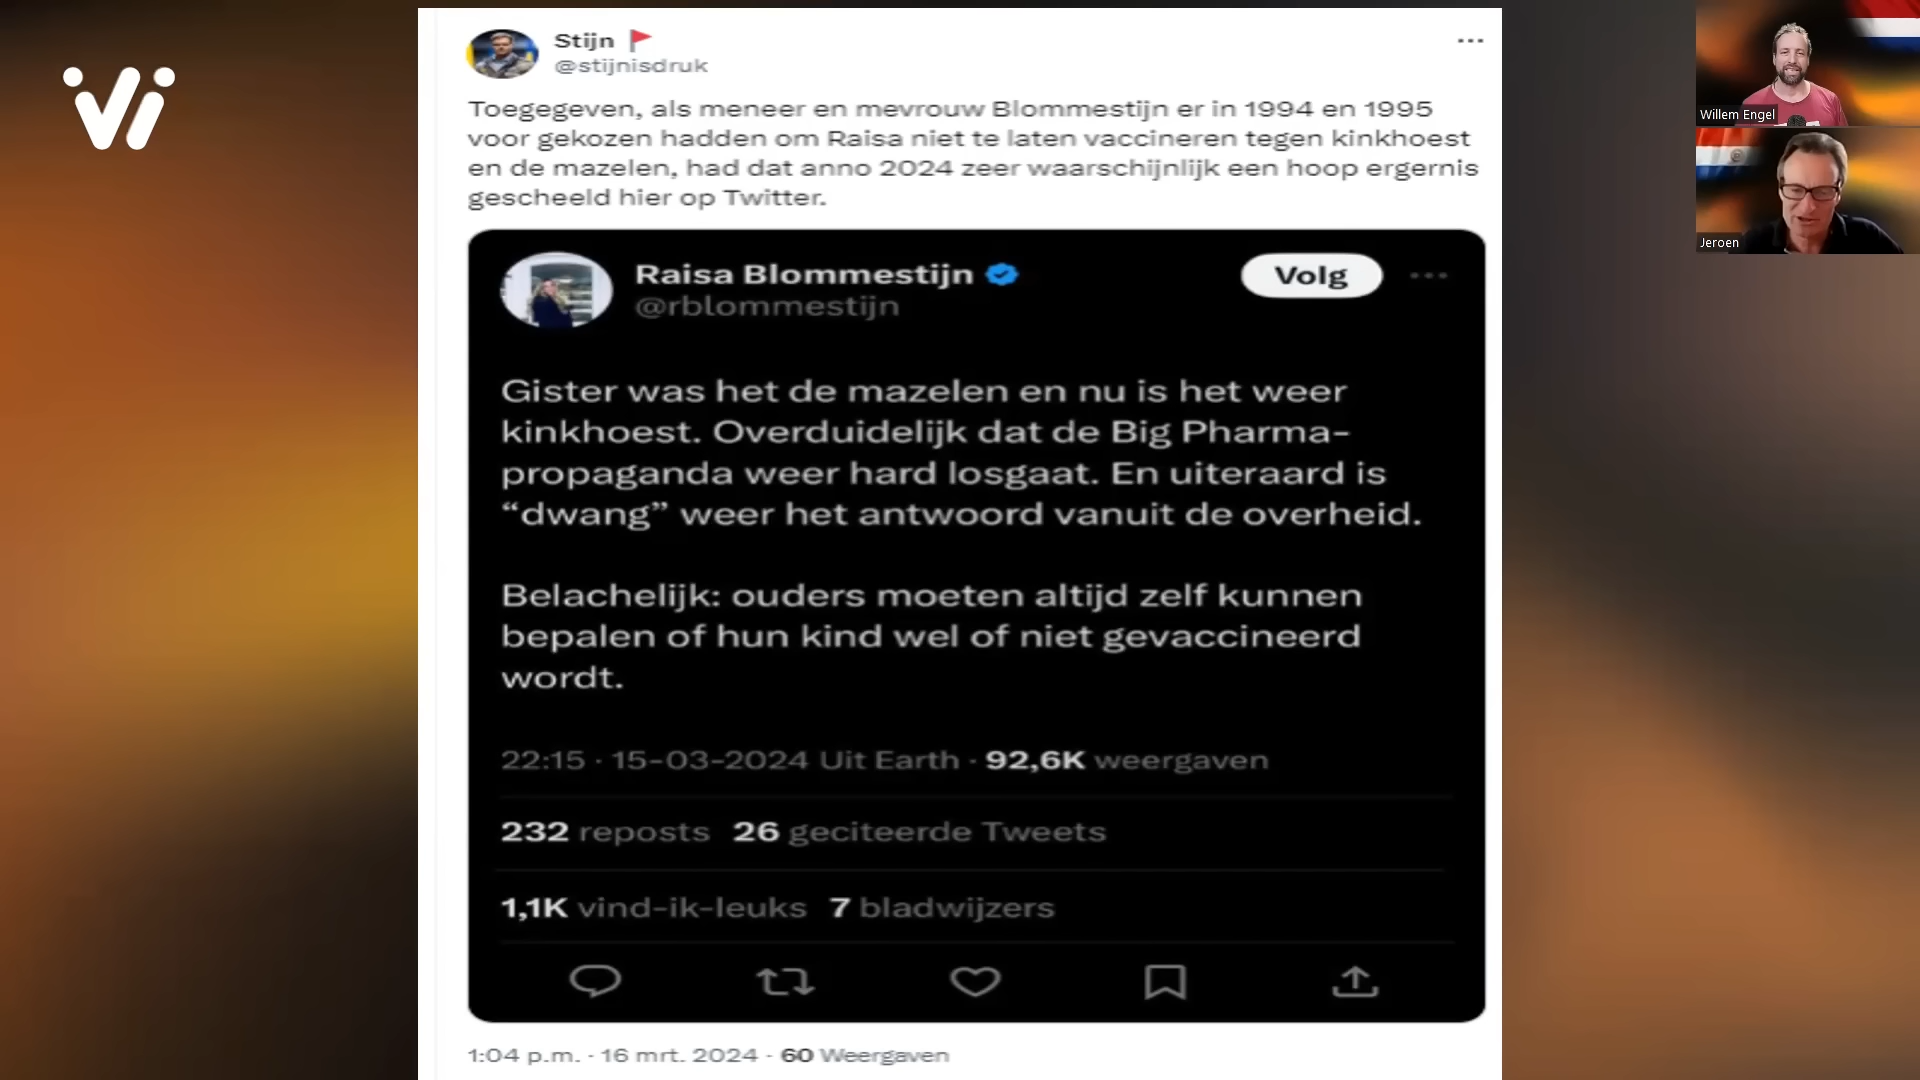 Stijn
@stijnisdruk
Toegegeven, als meneer en mevrouw Blommestijn er in 1994 en 1995
voor gekozen hadden om Raisa niet te laten vaccineren tegen kinkhoest
en de mazelen, had dat anno 2024 zeer waarschijnlijk een hoop ergernis
gescheeld hier op Twitter.
Raisa Blommestijn
@rblommestijn
Volg
Gister was het de mazelen en nu is het weer
kinkhoest. Overduidelijk dat de Big Pharma-
propaganda weer hard losgaat. En uiteraard is
“dwang” weer het antwoord vanuit de overheid.
Belachelijk: ouders moeten altijd zelf kunnen
bepalen of hun kind wel of niet gevaccineerd
wordt.
22:15 · 15-03-2024 Uit Earth · 92,6K weergaven
232 reposts 26 geciteerde Tweets
1,1K vind-ik-leuks 7 bladwijzers
1:04 p.m. · 16 mrt. 2024 · 60 Weergaven
Vi
Willem Engel
Jeroen